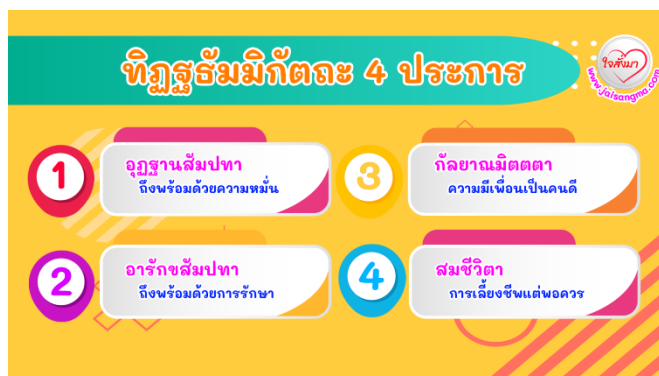 ทิฏฐธัมมิกัตถะ 4 ประการ
ใจสั่งมา
www.jaisangma.com
1
อุฏฐานสัมปทา
ถึงพร้อมด้วยความหมั่น
2
อารักขสัมปทา
ถึงพร้อมด้วยการรักษา
3
กัลยาณมิตตตา
ความมีเพื่อนเป็นคนดี
4
สมชีวิตา
การเลี้ยงชีพแต่พอควร